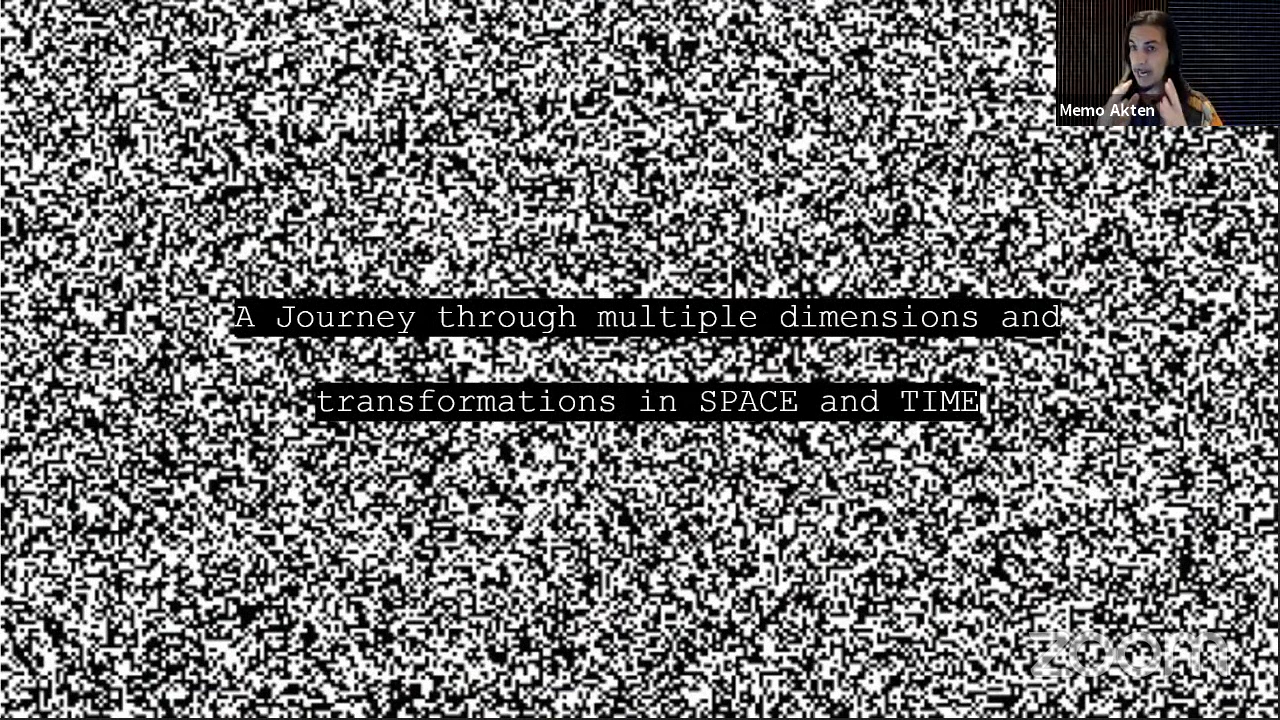 Memo Akten
A Journey through multiple dimensions and
transformations in SPACE and TIME
zoom